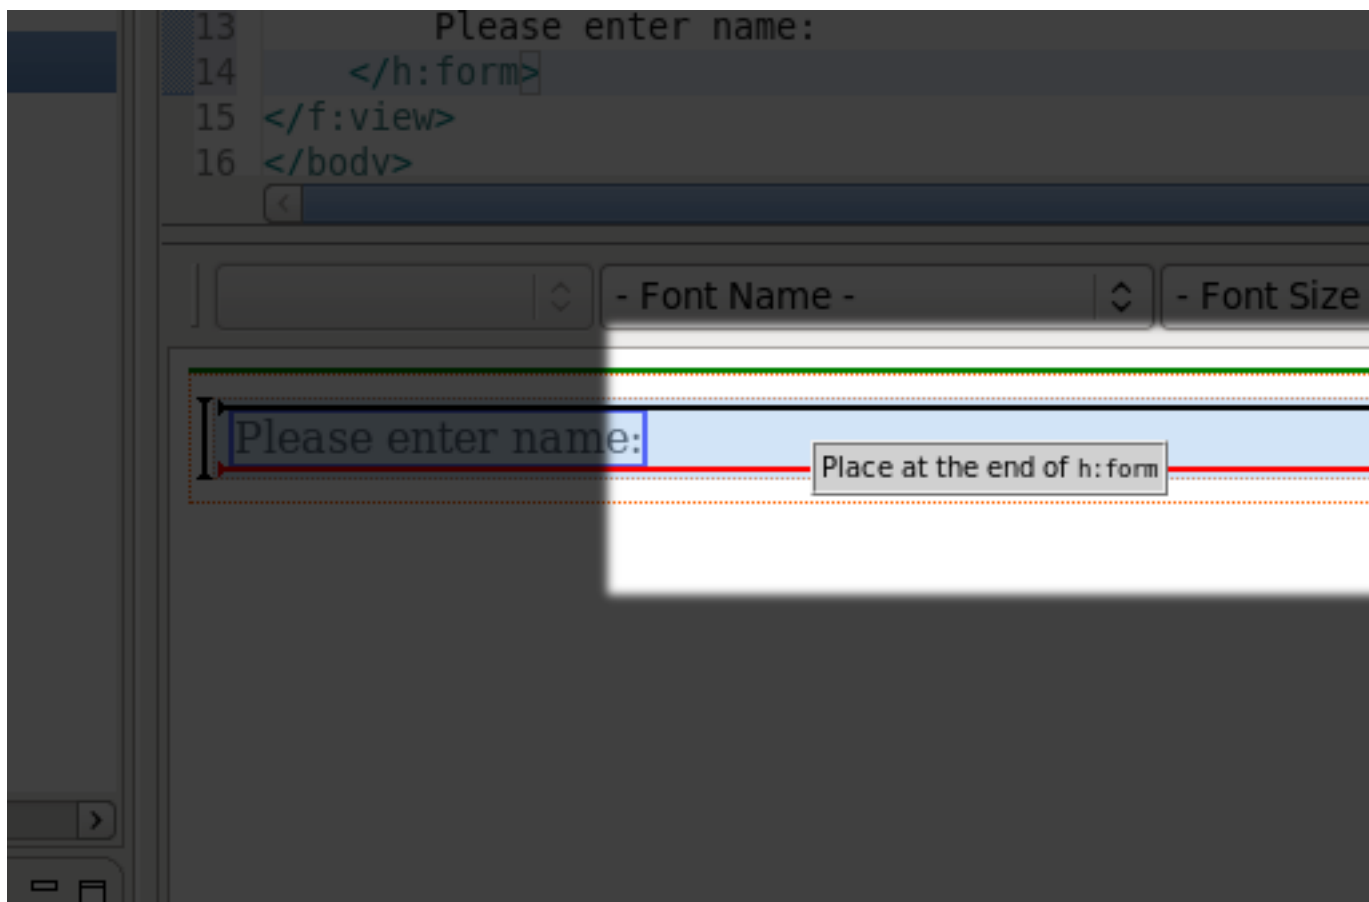 13 Please enter name:
14 </h:form>
15 </f:view>
16 </body>
- Font Name - - Font Size
Please enter name:
Place at the end of h:form